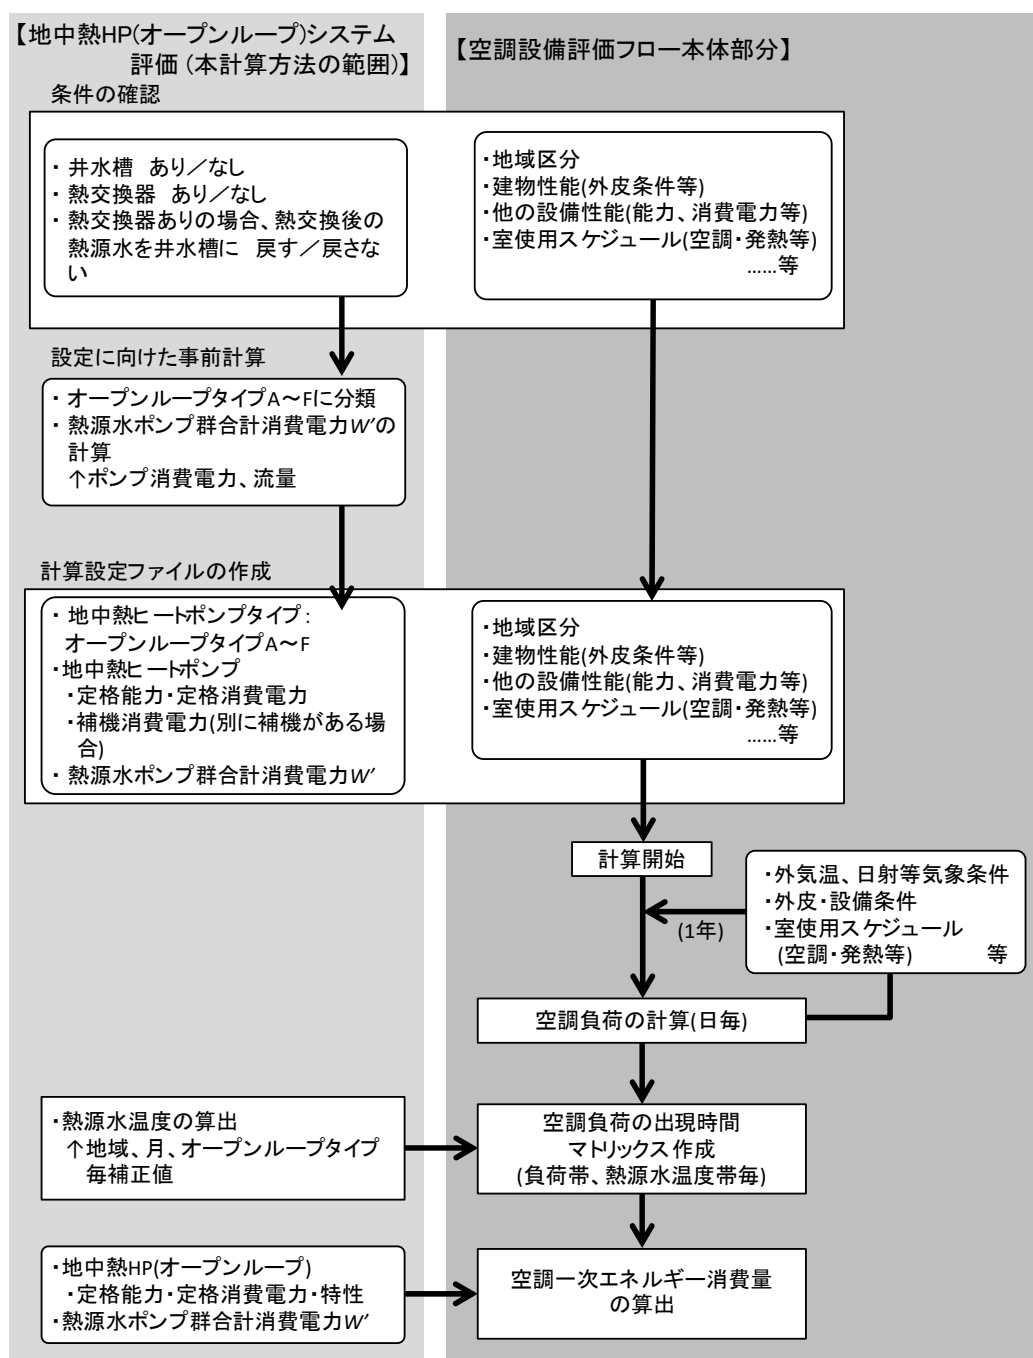 【地中熱HP(オープンループ)システム
評価 (本計算方法の範囲)】
【空調設備評価フロー本体部分】
条件の確認
・ 井水槽 あり／なし
・ 熱交換器 あり／なし
・ 熱交換器ありの場合、熱交換後の
熱源水を井水槽に 戻す／戻さな
い
・地域区分
・建物性能(外皮条件等)
・他の設備性能(能力、消費電力等)
・室使用スケジュール(空調・発熱等)
……等
設定に向けた事前計算
・ オープンループタイプA～Fに分類
・ 熱源水ポンプ群合計消費電力W'の
計算
↑ポンプ消費電力、流量
計算設定ファイルの作成
・ 地中熱ヒートポンプタイプ：
オープンループタイプA～F
・地中熱ヒートポンプ
・定格能力・定格消費電力
・補機消費電力(別に補機がある場
合)
・ 熱源水ポンプ群合計消費電力W'
・地域区分
・建物性能(外皮条件等)
・他の設備性能(能力、消費電力等)
・室使用スケジュール(空調・発熱等)
……等
計算開始
・外気温、日射等気象条件
・外皮・設備条件
・室使用スケジュール
(空調・発熱等) 等
(1年)
空調負荷の計算(日毎)
・熱源水温度の算出
↑地域、月、オープンループタイプ
毎補正値
空調負荷の出現時間
マトリックス作成
(負荷帯、熱源水温度帯毎)
・地中熱HP(オープンループ)
・定格能力・定格消費電力・特性
・熱源水ポンプ群合計消費電力W'
空調一次エネルギー消費量
の算出